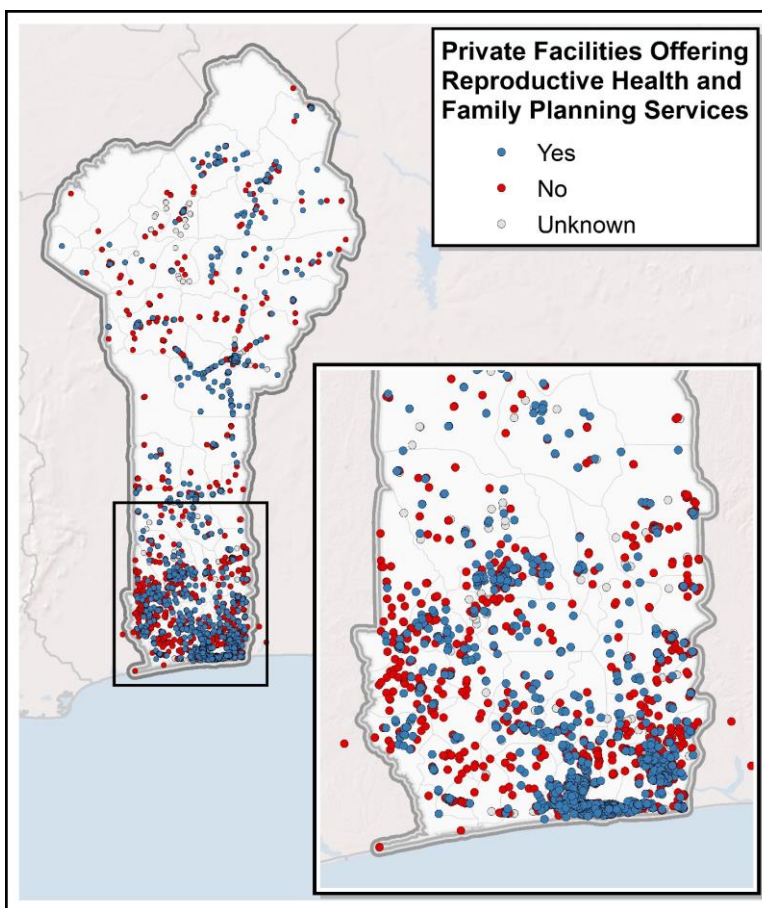 Private Facilities Offering
Reproductive Health and
Family Planning Services
Yes
No
Unknown